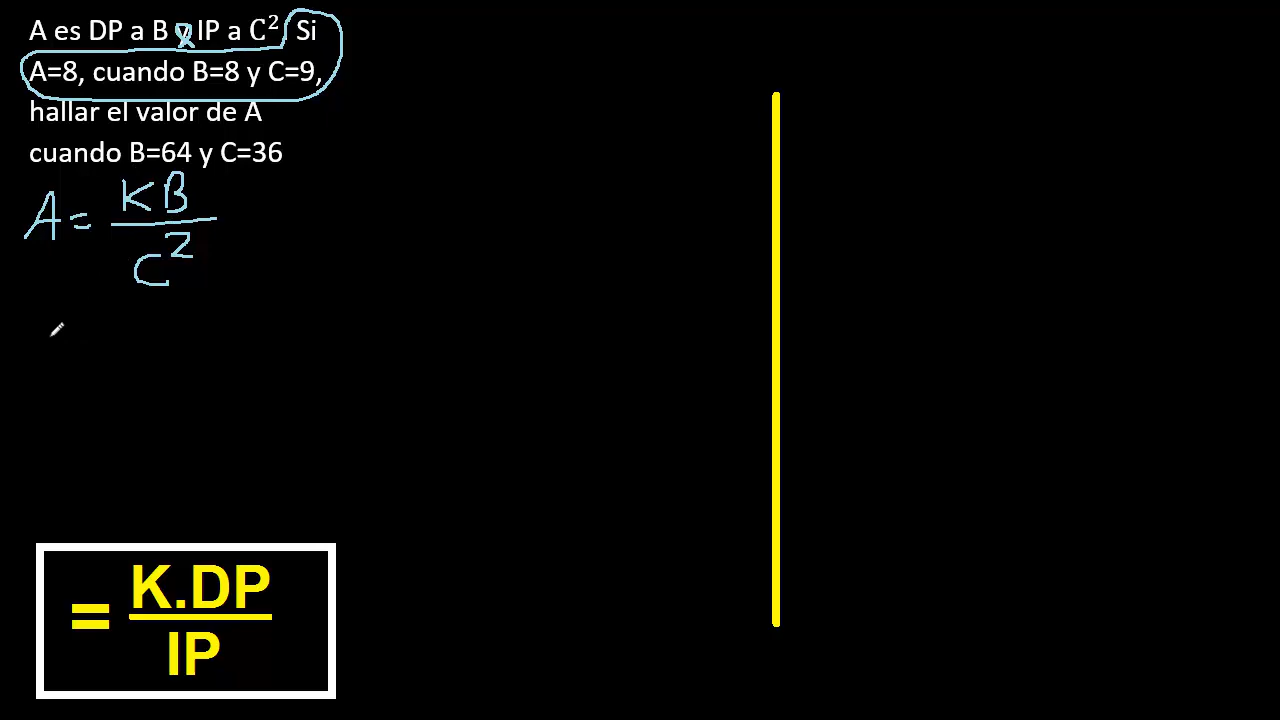 A es DP a B y IP a C². Si
A=8, cuando B=8 y C=9,
hallar el valor de A
cuando B=64 y C=36
A = KB
C²
= K.DP
IP